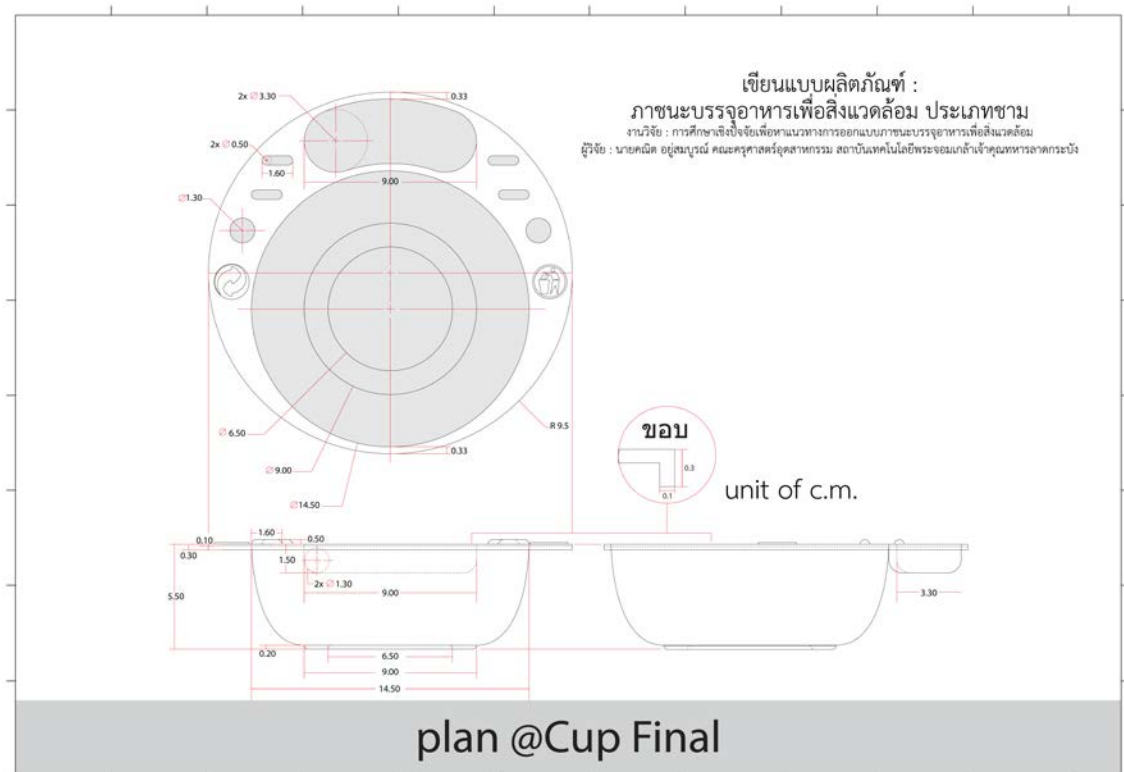 เขียนแบบผลิตภัณฑ์ :
ภาชนะบรรจุอาหารเพื่อสิ่งแวดล้อม ประเภทชาม
งานวิจัย : การศึกษาเชิงปัจจัยเพื่อหาแนวทางการออกแบบภาชนะบรรจุอาหารเพื่อสิ่งแวดล้อม
ผู้วิจัย : นายคณิต อยู่สมบูรณ์ คณะครุศาสตร์อุตสาหกรรม สถาบันเทคโนโลยีพระจอมเกล้าเจ้าคุณทหารลาดกระบัง
2x ∅ 3.30
0.33
2x ∅ 0.50
1.60
9.00
∅1.30
R 9.5
∅ 6.50
0.33
∅ 9.00
∅ 14.50
ขอบ
0.3
0.1
unit of c.m.
1.60
0.50
0.10
0.30
1.50
2x ∅ 1.30
9.00
3.30
5.50
0.20
6.50
9.00
14.50
plan @Cup Final